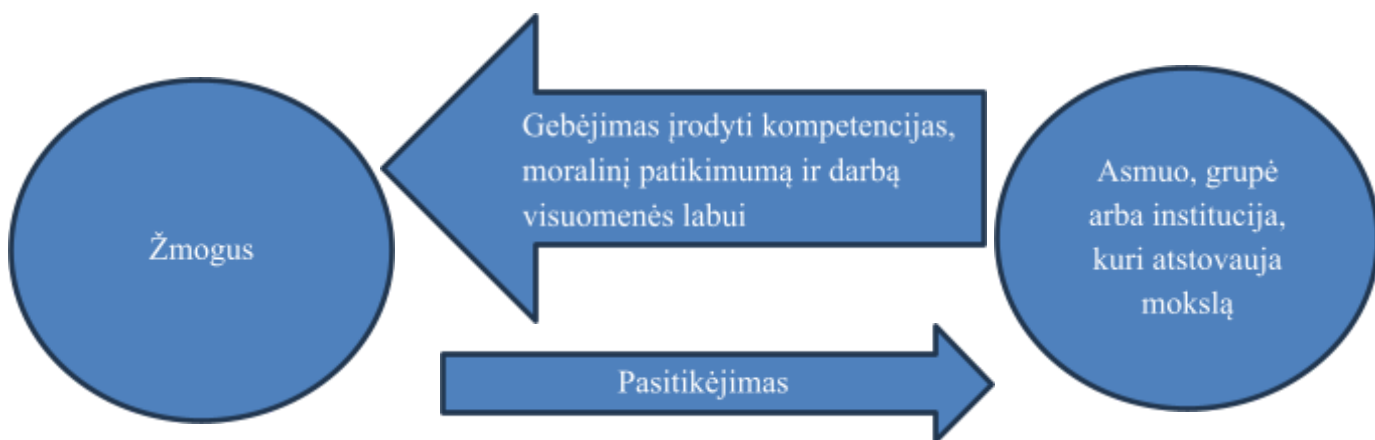 Žmogus
Gebėjimas įrodyti kompetencijas,
moralinį patikimumą ir darbą
visuomenės labui
Asmuo, grupė
arba institucija,
kuri atstovauja
mokslą
Pasitikėjimas